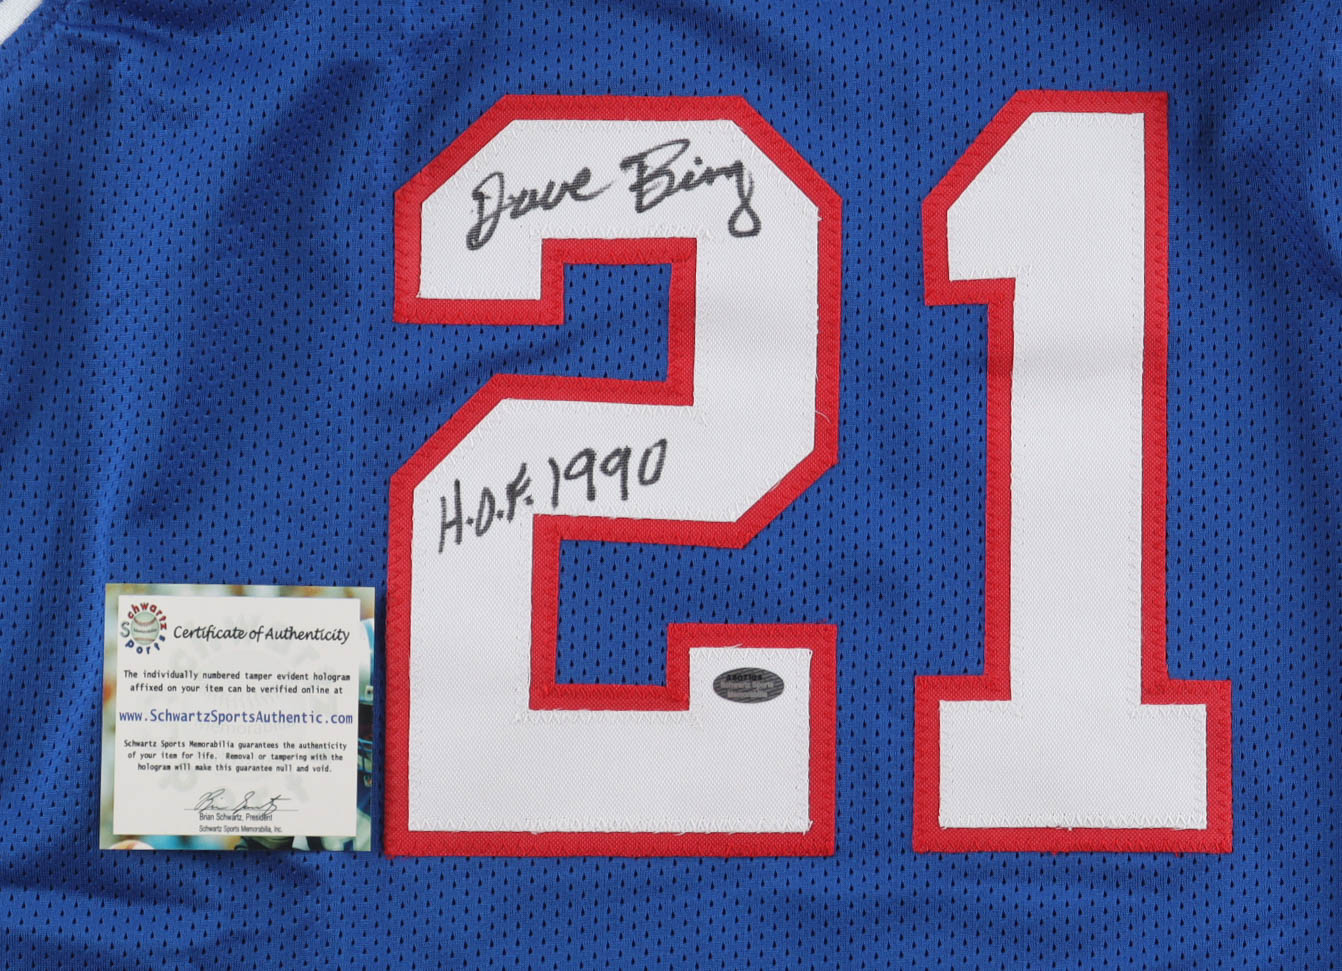 Dave Bing
21
H.O.F. 1990
Schwartz Sports
Certificate of Authenticity
The individually numbered tamper evident hologram
affixed on your item can be verified online at
www.SchwartzSportsAuthentic.com
Schwartz Sports Memorabilia guarantees the authenticity
of your item for life. Removal or tampering with the
hologram will make this guarantee null and void.
Brian Schwartz, President
Schwartz Sports Memorabilia, Inc.